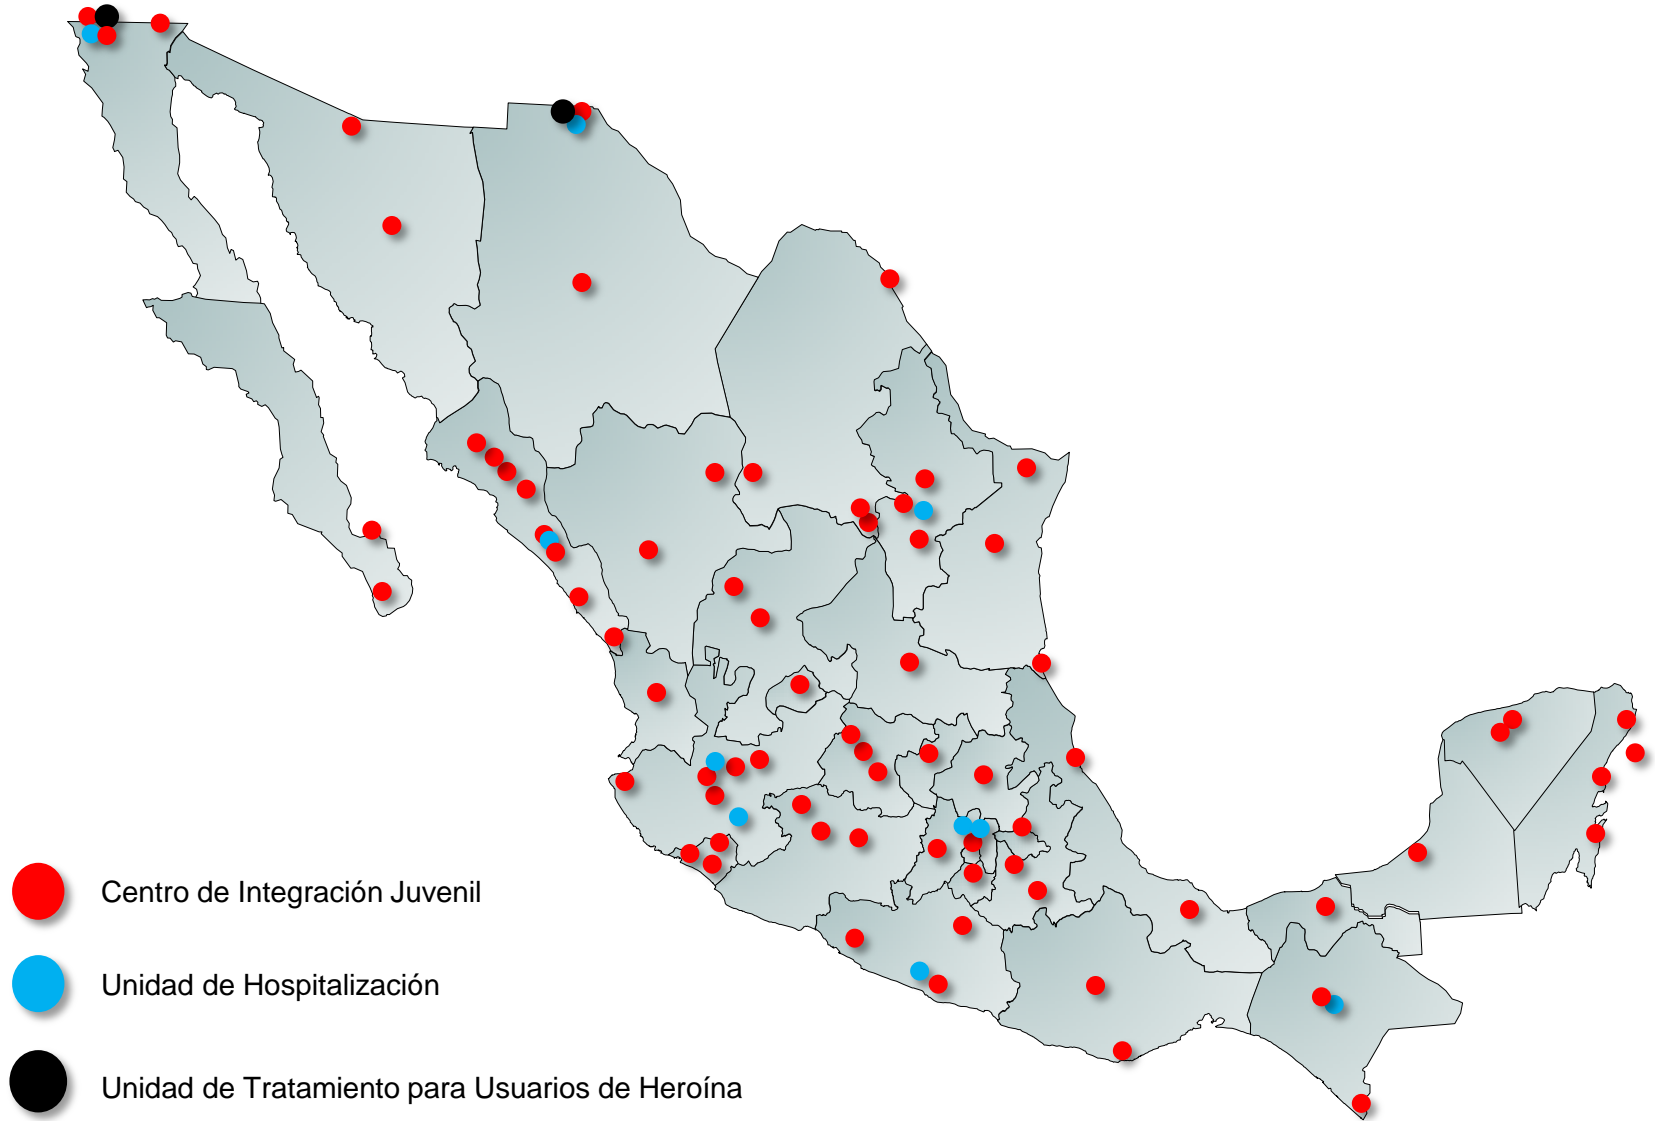 Centro de Integración Juvenil
Unidad de Hospitalización
Unidad de Tratamiento para Usuarios de Heroína